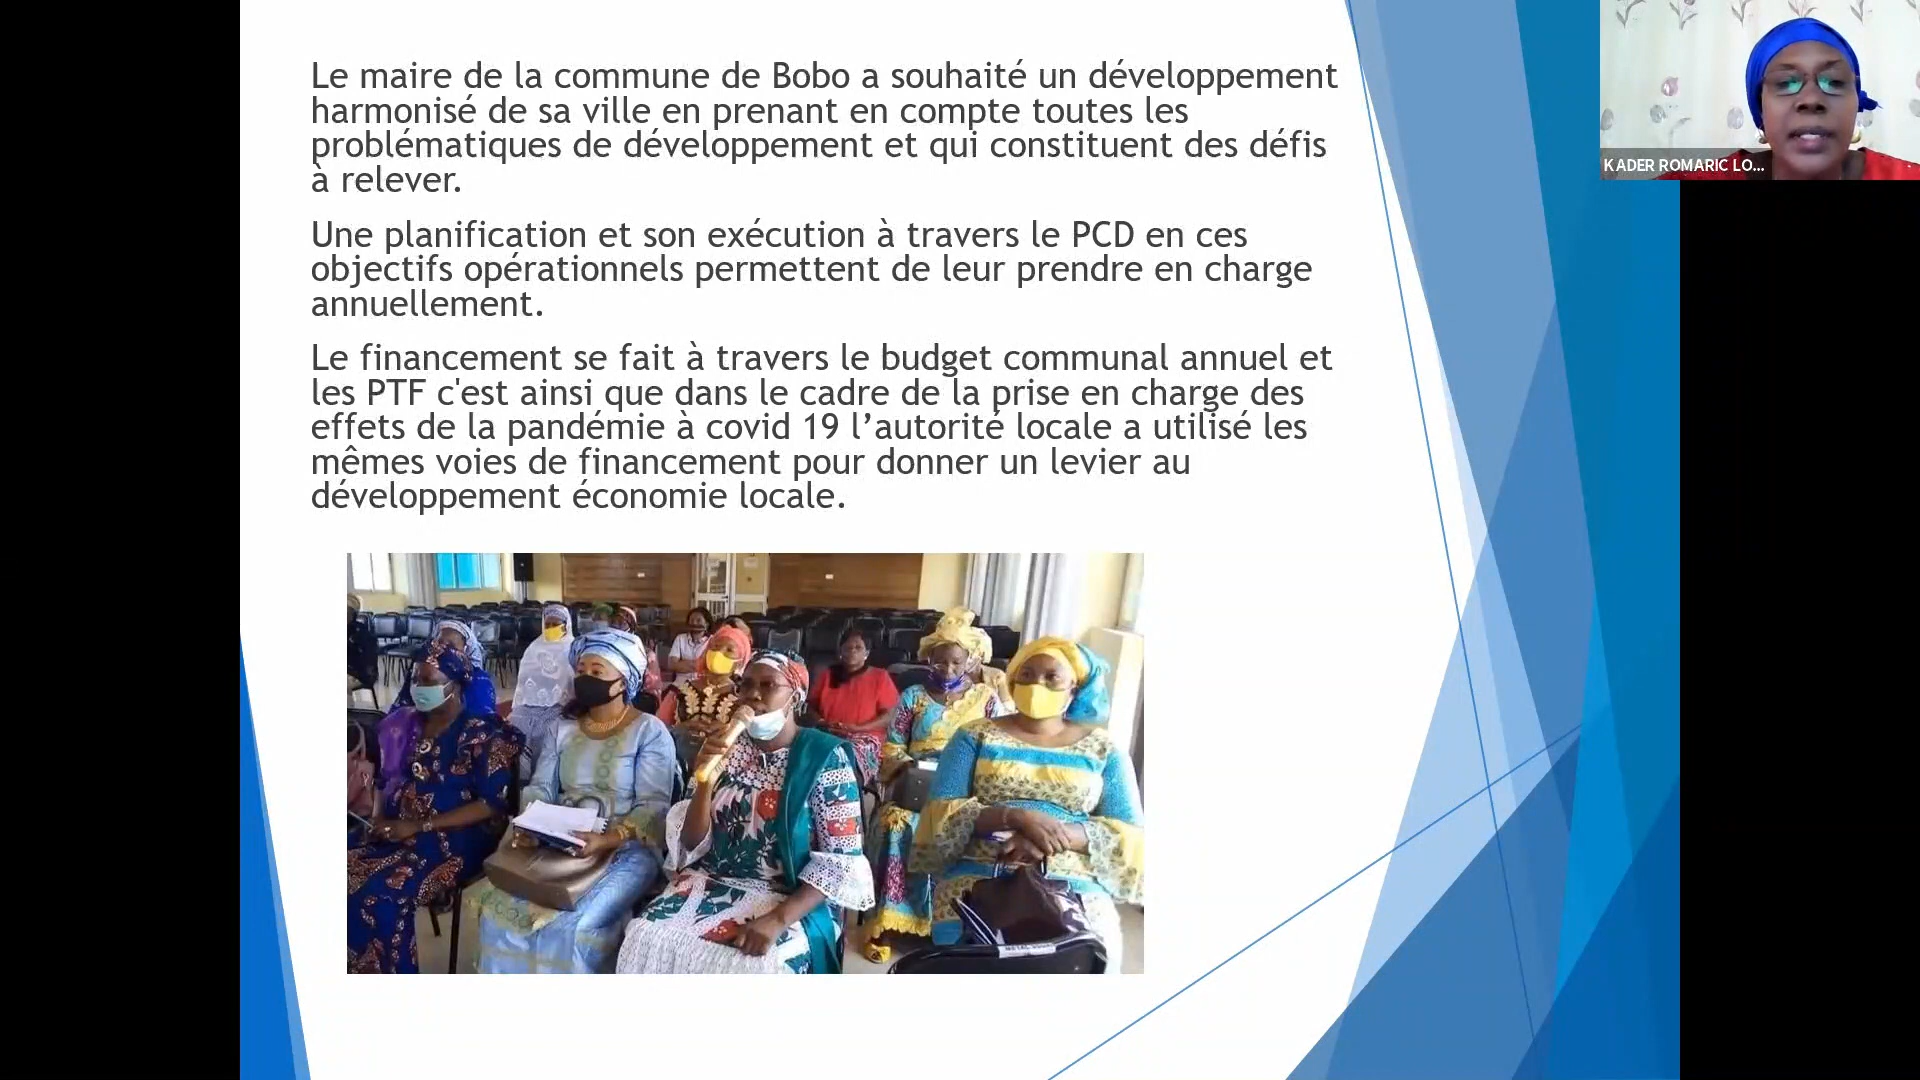 Le maire de la commune de Bobo a souhaité un développement
harmonisé de sa ville en prenant en compte toutes les
problématiques de développement et qui constituent des défis
à relever.
Une planification et son exécution à travers le PCD en ces
objectifs opérationnels permettent de leur prendre en charge
annuellement.
Le financement se fait à travers le budget communal annuel et
les PTF c'est ainsi que dans le cadre de la prise en charge des
effets de la pandémie à covid 19 l’autorité locale a utilisé les
mêmes voies de financement pour donner un levier au
développement économie locale.
KADER ROMARIC LO...